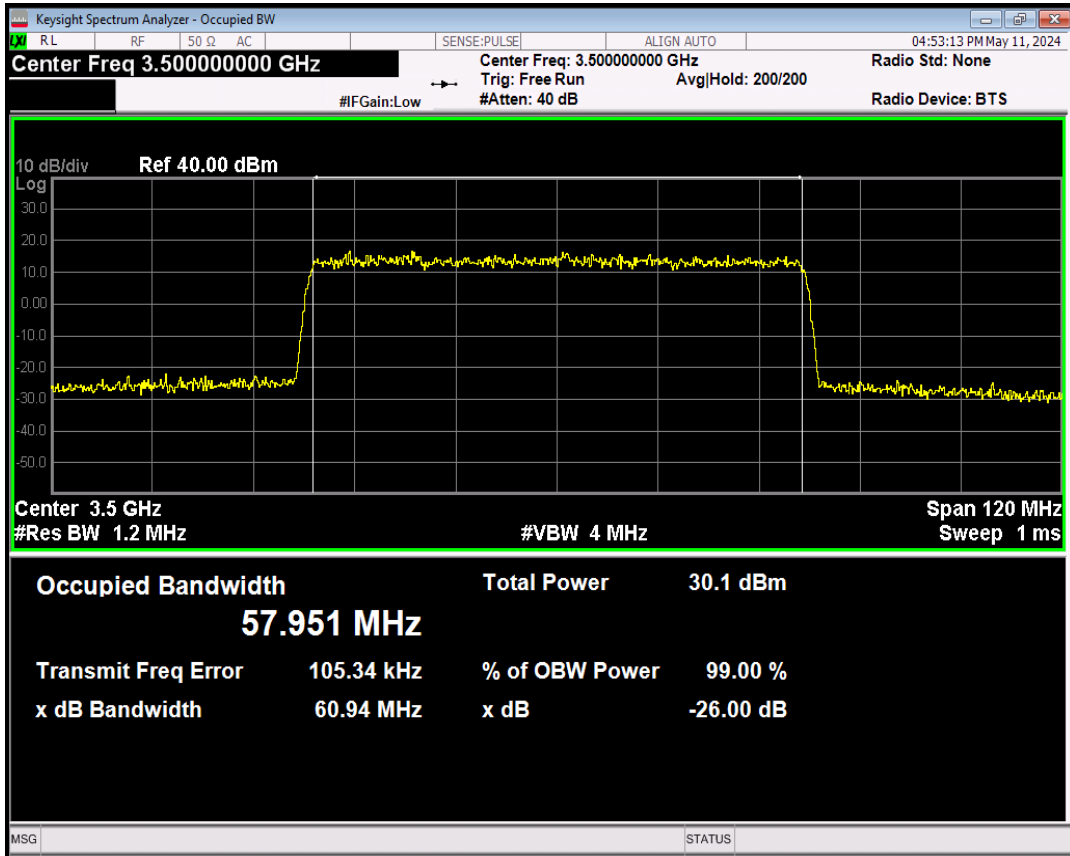 Keysight Spectrum Analyzer - Occupied BW
LXI RL RF 50 Ω AC SENSE:PULSE ALIGN AUTO 04:53:13 PM May 11, 2024
Center Freq 3.500000000 GHz Center Freq: 3.500000000 GHz Radio Std: None
Trig: Free Run Avg|Hold: 200/200
#IFGain:Low #Atten: 40 dB Radio Device: BTS
10 dB/div Ref 40.00 dBm
Log
30.0
20.0
10.0
0.00
-10.0
-20.0
-30.0
-40.0
-50.0
Center 3.5 GHz Span 120 MHz
#Res BW 1.2 MHz #VBW 4 MHz Sweep 1 ms
Occupied Bandwidth Total Power 30.1 dBm
57.951 MHz
Transmit Freq Error 105.34 kHz % of OBW Power 99.00 %
x dB Bandwidth 60.94 MHz x dB -26.00 dB
MSG STATUS